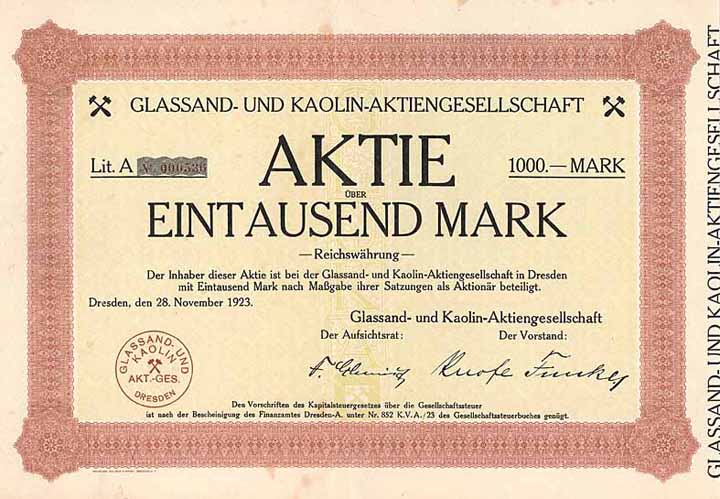 GLASSAND- UND KAOLIN-AKTIENGESELLSCHAFT
Lit. A № 000536
AKTIE
1000.— MARK
ÜBER
EINTAUSEND MARK
—Reichswährung—
Der Inhaber dieser Aktie ist bei der Glassand- und Kaolin-Aktiengesellschaft in Dresden
mit Eintausend Mark nach Maßgabe ihrer Satzungen als Aktionär beteiligt.
Dresden, den 28. November 1923.
Glassand- und Kaolin-Aktiengesellschaft
Der Aufsichtsrat:
Der Vorstand:
GLASSAND-UND
KAOLIN
AKT.-GES.
DRESDEN
Den Vorschriften des Kapitalsteuergesetzes über die Gesellschaftssteuer
ist nach der Bescheinigung des Finanzamtes Dresden-A. unter Nr. 852 K.V.A./23 des Gesellschaftsteuerbuches genügt.
GLASSAND- UND KAOLIN-AKTIENGESELLSCHAFT